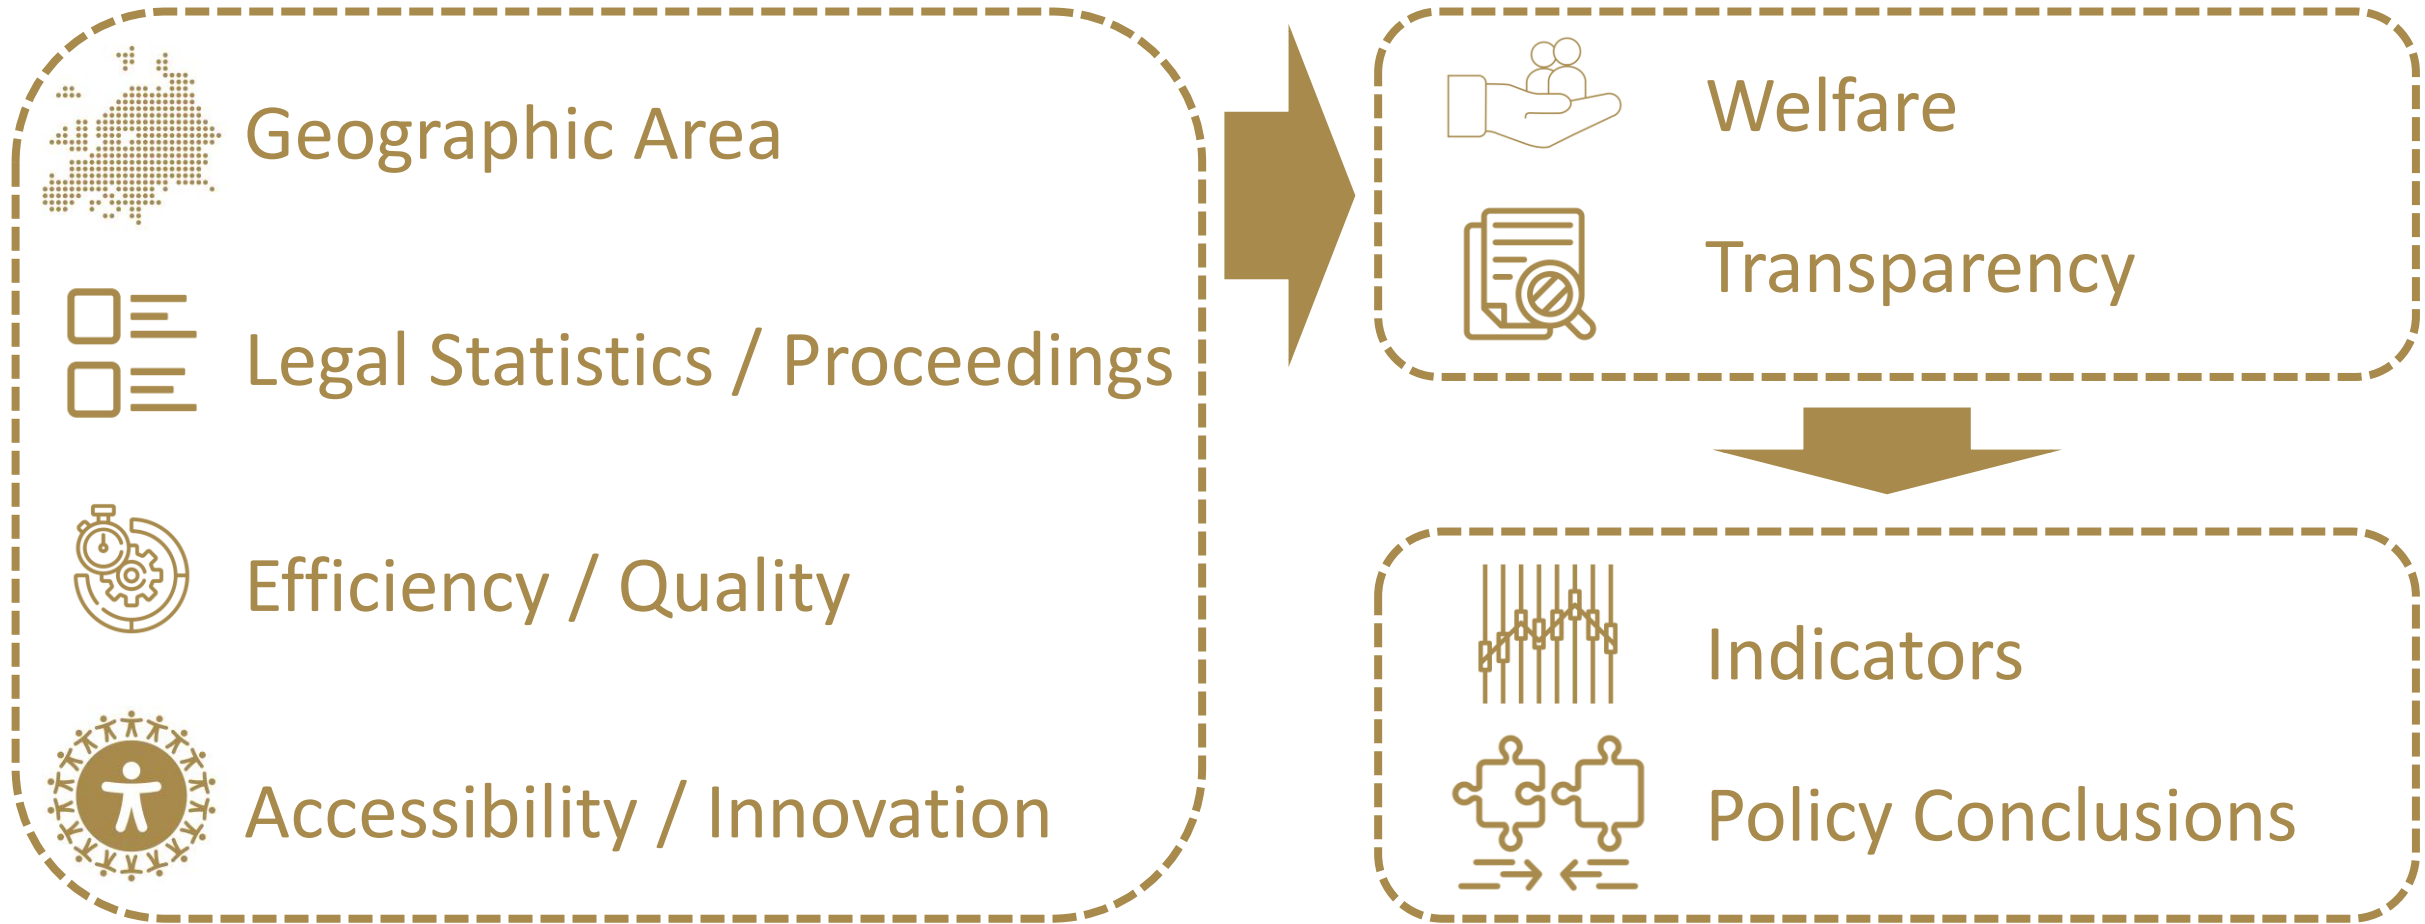 Geographic Area
Legal Statistics / Proceedings
Efficiency / Quality
Accessibility / Innovation
Welfare
Transparency
Indicators
Policy Conclusions